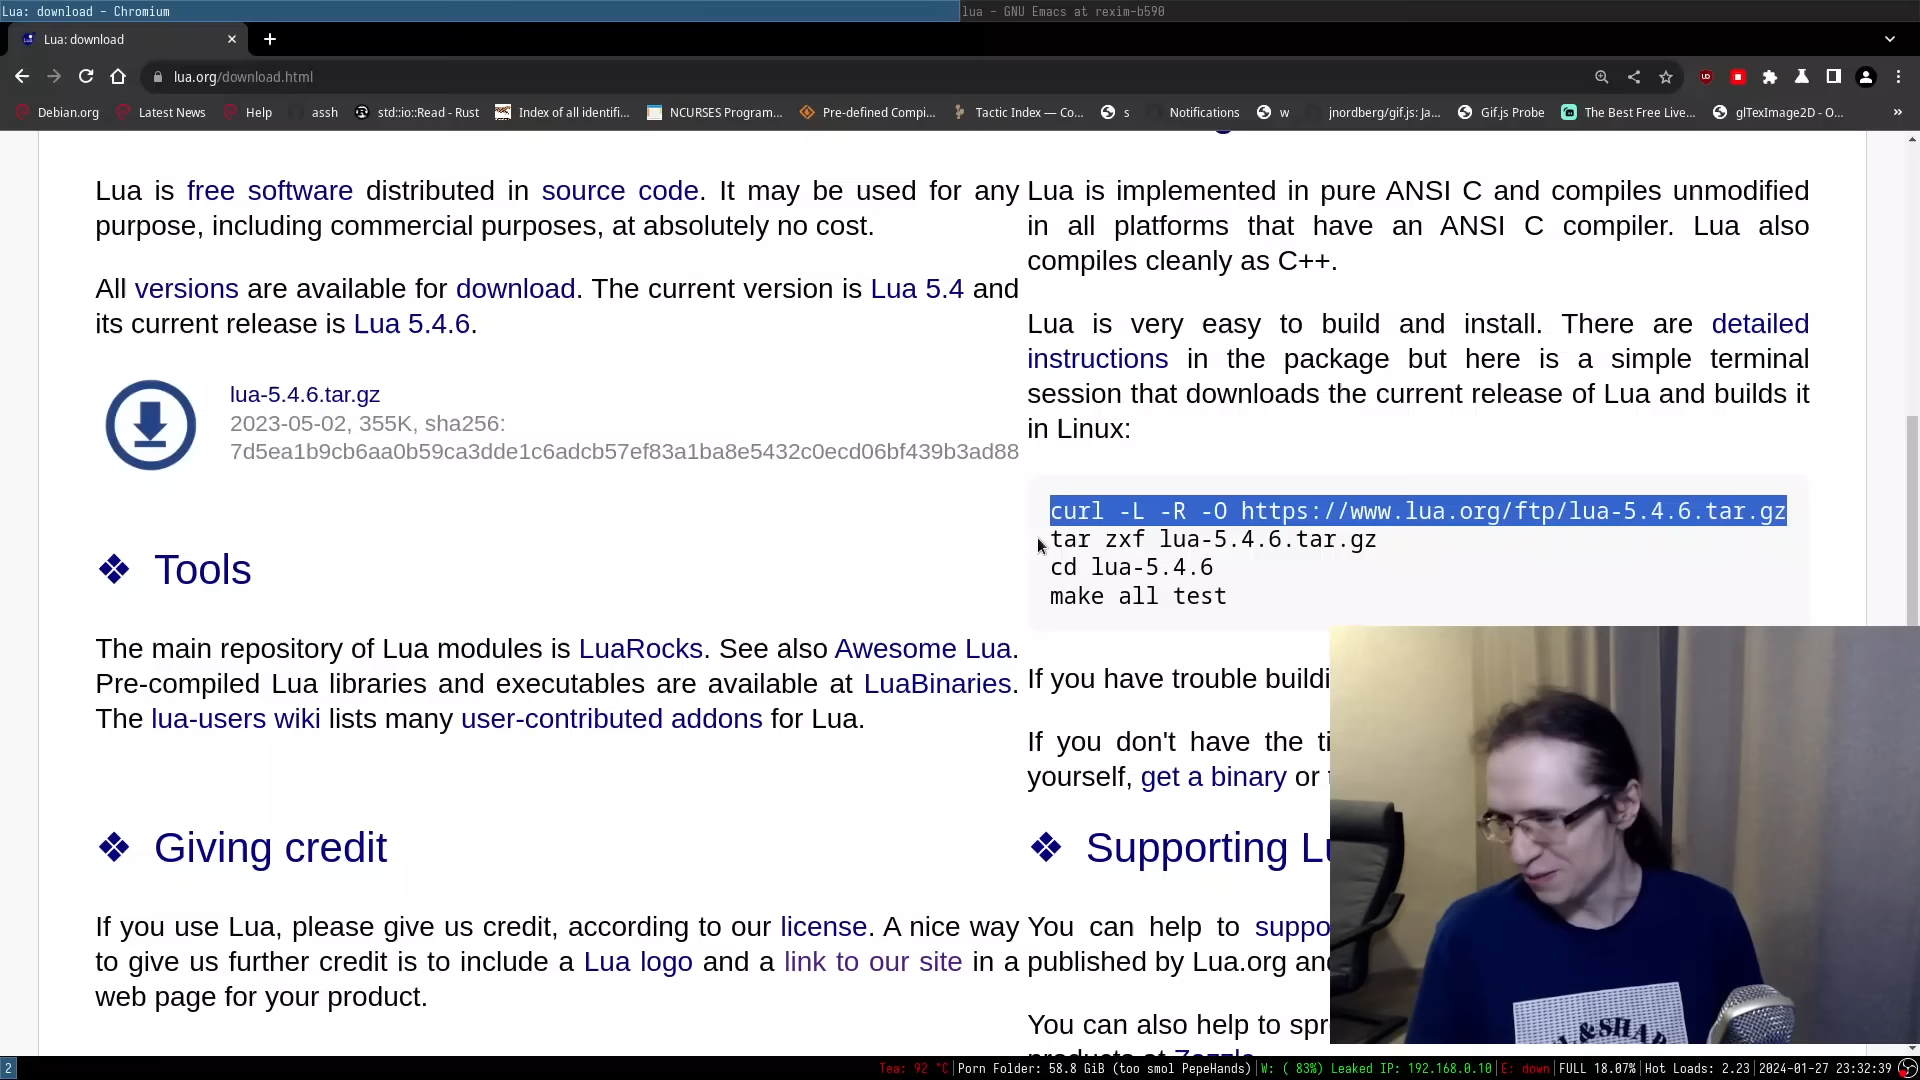 Lua: download - Chromium
lua - GNU Emacs at rexim-b590
Lua: download
lua.org/download.html
Debian.org
Latest News
Help
assh
std::io::Read - Rust
Index of all identifi...
NCURSES Program...
Pre-defined Compi...
Tactic Index — Co...
s
Notifications
w
jnordberg/gif.js: Ja...
Gif.js Probe
The Best Free Live...
glTexImage2D - O...
»
Lua is free software distributed in source code. It may be used for any
purpose, including commercial purposes, at absolutely no cost.
All versions are available for download. The current version is Lua 5.4 and
its current release is Lua 5.4.6.
lua-5.4.6.tar.gz
2023-05-02, 355K, sha256:
7d5ea1b9cb6aa0b59ca3dde1c6adcb57ef83a1ba8e5432c0ecd06bf439b3ad88
❖ Tools
The main repository of Lua modules is LuaRocks. See also Awesome Lua.
Pre-compiled Lua libraries and executables are available at LuaBinaries.
The lua-users wiki lists many user-contributed addons for Lua.
❖ Giving credit
If you use Lua, please give us credit, according to our license. A nice way
to give us further credit is to include a Lua logo and a link to our site in a
web page for your product.
Lua is implemented in pure ANSI C and compiles unmodified
in all platforms that have an ANSI C compiler. Lua also
compiles cleanly as C++.
Lua is very easy to build and install. There are detailed
instructions in the package but here is a simple terminal
session that downloads the current release of Lua and builds it
in Linux:
curl -L -R -O https://www.lua.org/ftp/lua-5.4.6.tar.gz
tar zxf lua-5.4.6.tar.gz
cd lua-5.4.6
make all test
If you have trouble buildi
If you don't have the ti
yourself, get a binary or
❖ Supporting Lu
You can help to suppo
published by Lua.org and
You can also help to spr
products at Zazzle
2
Tea: 92 °C|Porn Folder: 58.8 GiB (too smol PepeHands)|W: ( 83%) Leaked IP: 192.168.0.10|E: down|FULL 18.07%|Hot Loads: 2.23|2024-01-27 23:32:39